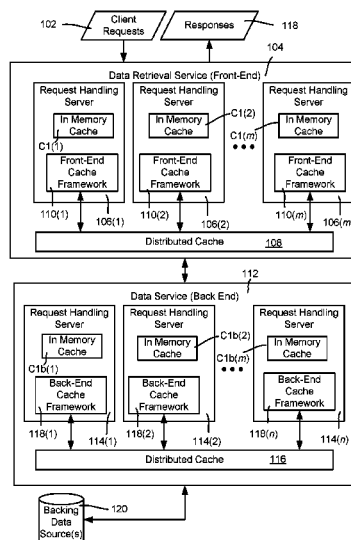 102
Client
Requests
Responses
118
104
Data Retrieval Service (Front-End)
Request Handling
Server
In Memory
Cache
C1(1)
Front-End
Cache
Framework
110(1)
106(1)
Request Handling
Server
In Memory
Cache
C1(2)
Front-End
Cache
Framework
110(2)
106(2)
Request Handling
Server
In Memory
Cache
C1(m)
Front-End
Cache
Framework
110(m)
106(m)
Distributed Cache 108
112
Data Service (Back End)
Request Handling
Server
In Memory
Cache
C1b(1)
Back-End
Cache
Framework
118(1)
114(1)
Request Handling
Server
In Memory
Cache
C1b(2)
Back-End
Cache
Framework
118(2)
114(2)
Request Handling
Server
In Memory
Cache
C1b(m)
Back-End
Cache
Framework
118(n)
114(n)
Distributed Cache 116
120
Backing
Data
Source(s)